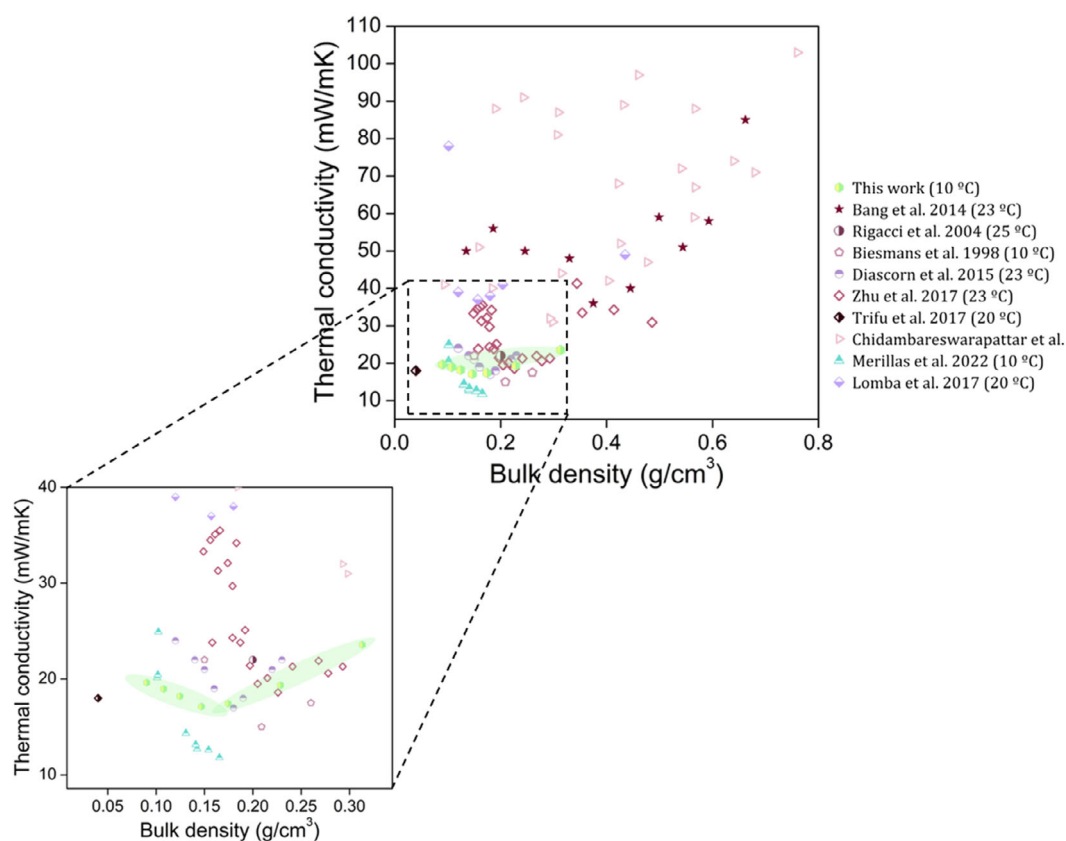 110
100
90
80
70
60
50
40
30
20
10
Thermal conductivity (mW/mK)
0.0
0.2
0.4
0.6
0.8
Bulk density (g/cm³)
This work (10 ºC)
Bang et al. 2014 (23 ºC)
Rigacci et al. 2004 (25 ºC)
Biesmans et al. 1998 (10 ºC)
Diascorn et al. 2015 (23 ºC)
Zhu et al. 2017 (23 ºC)
Trifu et al. 2017 (20 ºC)
Chidambareswarapattar et al.
Merillas et al. 2022 (10 ºC)
Lomba et al. 2017 (20 ºC)
40
30
20
10
Thermal conductivity (mW/mK)
0.05
0.10
0.15
0.20
0.25
0.30
Bulk density (g/cm³)